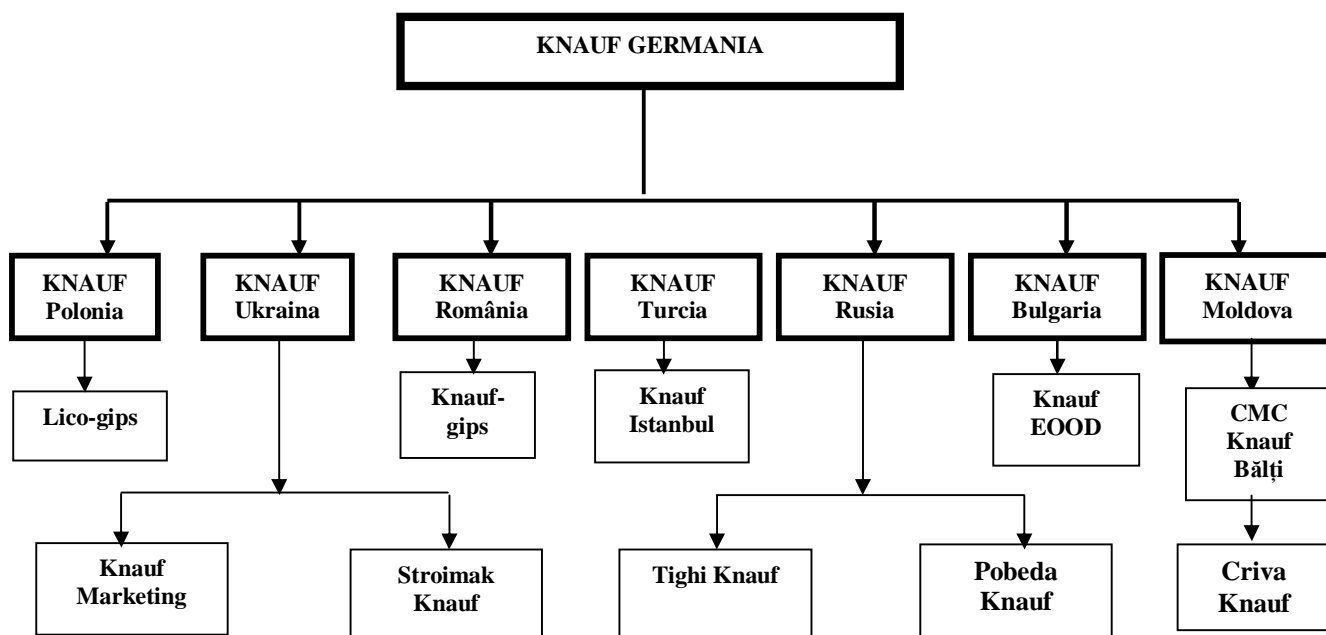 KNAUF GERMANIA
KNAUF
Polonia
KNAUF
Ukraina
KNAUF
România
KNAUF
Turcia
KNAUF
Rusia
KNAUF
Bulgaria
KNAUF
Moldova
Lico-gips
Knauf-
gips
Knauf
Istanbul
Knauf
EOOD
CMC
Knauf
Bălți
Knauf
Marketing
Stroimak
Knauf
Tighi Knauf
Pobeda
Knauf
Criva
Knauf